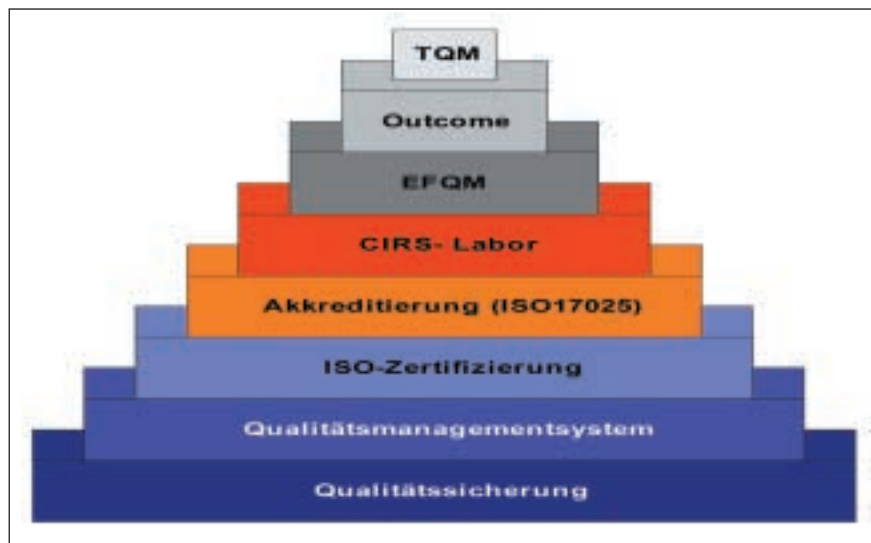 TQM
Outcome
EFQM
CIRS- Labor
Akkreditierung (ISO17025)
ISO-Zertifizierung
Qualitätsmanagementsystem
Qualitätssicherung